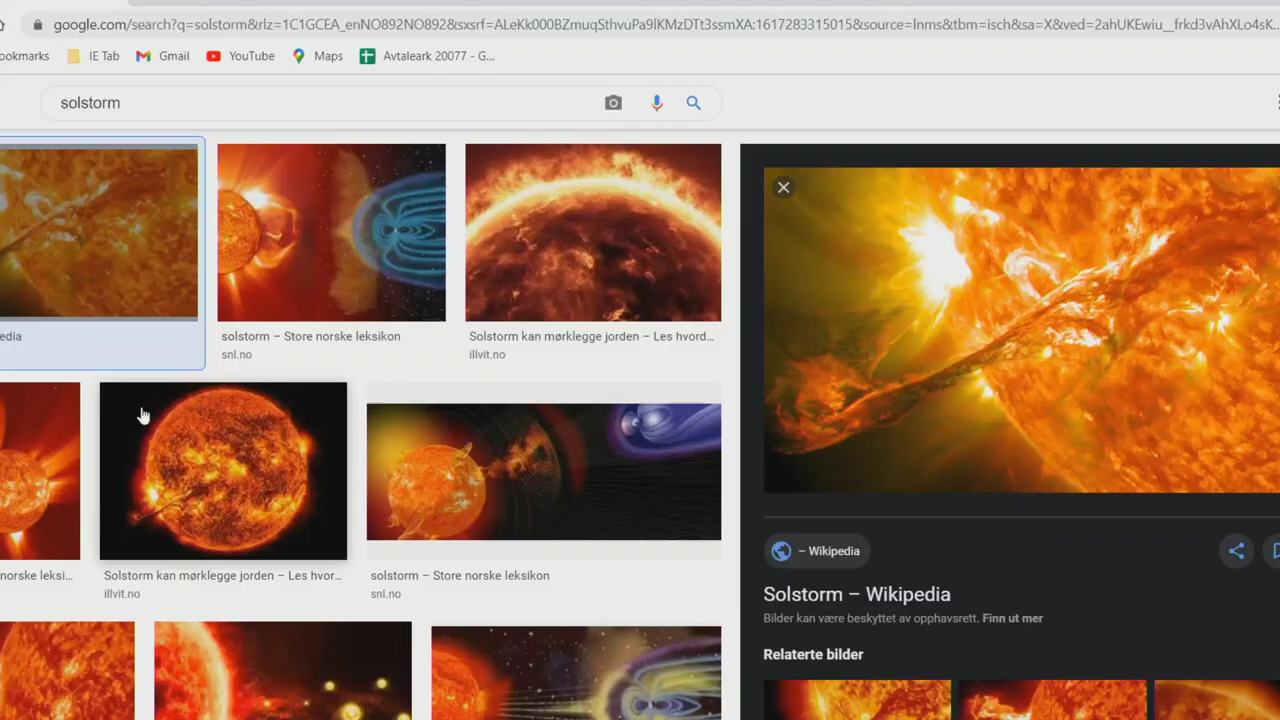 google.com/search?q=solstorm&rlz=1C1GCEA_enNO892NO892&sxsrf=ALeKk000BZmuqSthvuPa9lKMzDTt3ssmXA:1617283315015&source=lnms&tbm=isch&sa=X&ved=2ahUKEwiu__frkd3vAhXLo4sK...
ookmarks IE Tab Gmail YouTube Maps Avtaleark 20077 - G...
solstorm
edia
solstorm – Store norske leksikon
snl.no
Solstorm kan mørklegge jorden – Les hvord...
illvit.no
norske leksi...
Solstorm kan mørklegge jorden – Les hvor...
illvit.no
solstorm – Store norske leksikon
snl.no
– Wikipedia
Solstorm – Wikipedia
Bilder kan være beskyttet av opphavsrett. Finn ut mer
Relaterte bilder